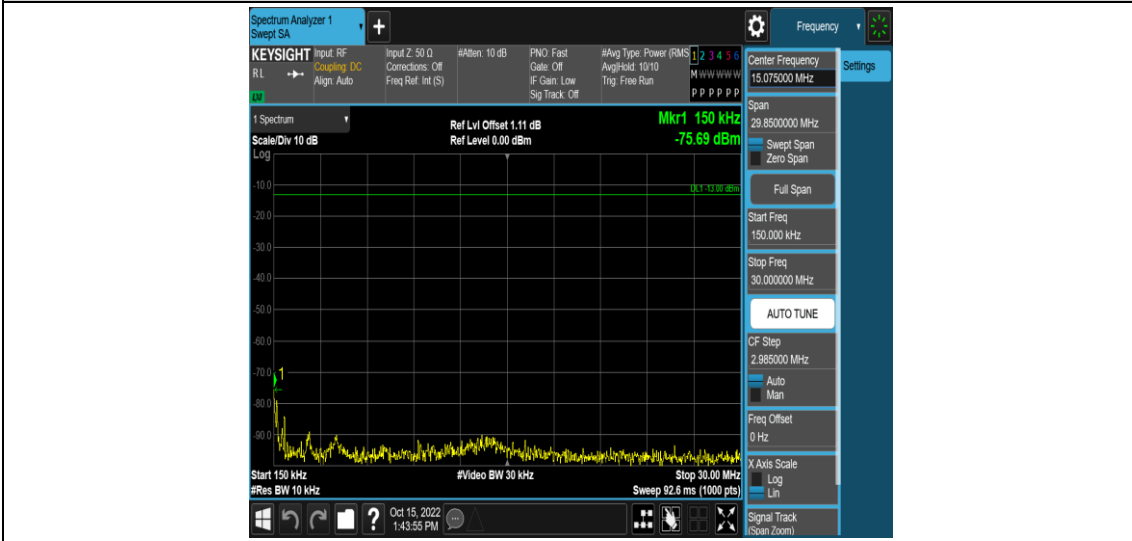 Spectrum Analyzer 1
Swept SA
+
Frequency
KEYSIGHT
RL
Input: RF
Coupling: DC
Align: Auto
Input Z: 50 Ω
Corrections: Off
Freq Ref: Int (S)
#Atten: 10 dB
PNO: Fast
Gate: Off
IF Gain: Low
Sig Track: Off
#Avg Type: Power (RMS
Avg|Hold: 10/10
Trig: Free Run
1 2 3 4 5 6
M W W W W W
P P P P P P
1 Spectrum
Scale/Div 10 dB
Log
Ref Lvl Offset 1.11 dB
Ref Level 0.00 dBm
Mkr1 150 kHz
-75.69 dBm
DL1 -13.00 dBm
-10.0
-20.0
-30.0
-40.0
-50.0
-60.0
-70.0
1
-80.0
-90.0
Start 150 kHz
#Res BW 10 kHz
#Video BW 30 kHz
Stop 30.00 MHz
Sweep 92.6 ms (1000 pts)
?
Oct 15, 2022
1:43:55 PM
Center Frequency
15.075000 MHz
Settings
Span
29.8500000 MHz
Swept Span
Zero Span
Full Span
Start Freq
150.000 kHz
Stop Freq
30.000000 MHz
AUTO TUNE
CF Step
2.985000 MHz
Auto
Man
Freq Offset
0 Hz
X Axis Scale
Log
Lin
Signal Track
(Span Zoom)